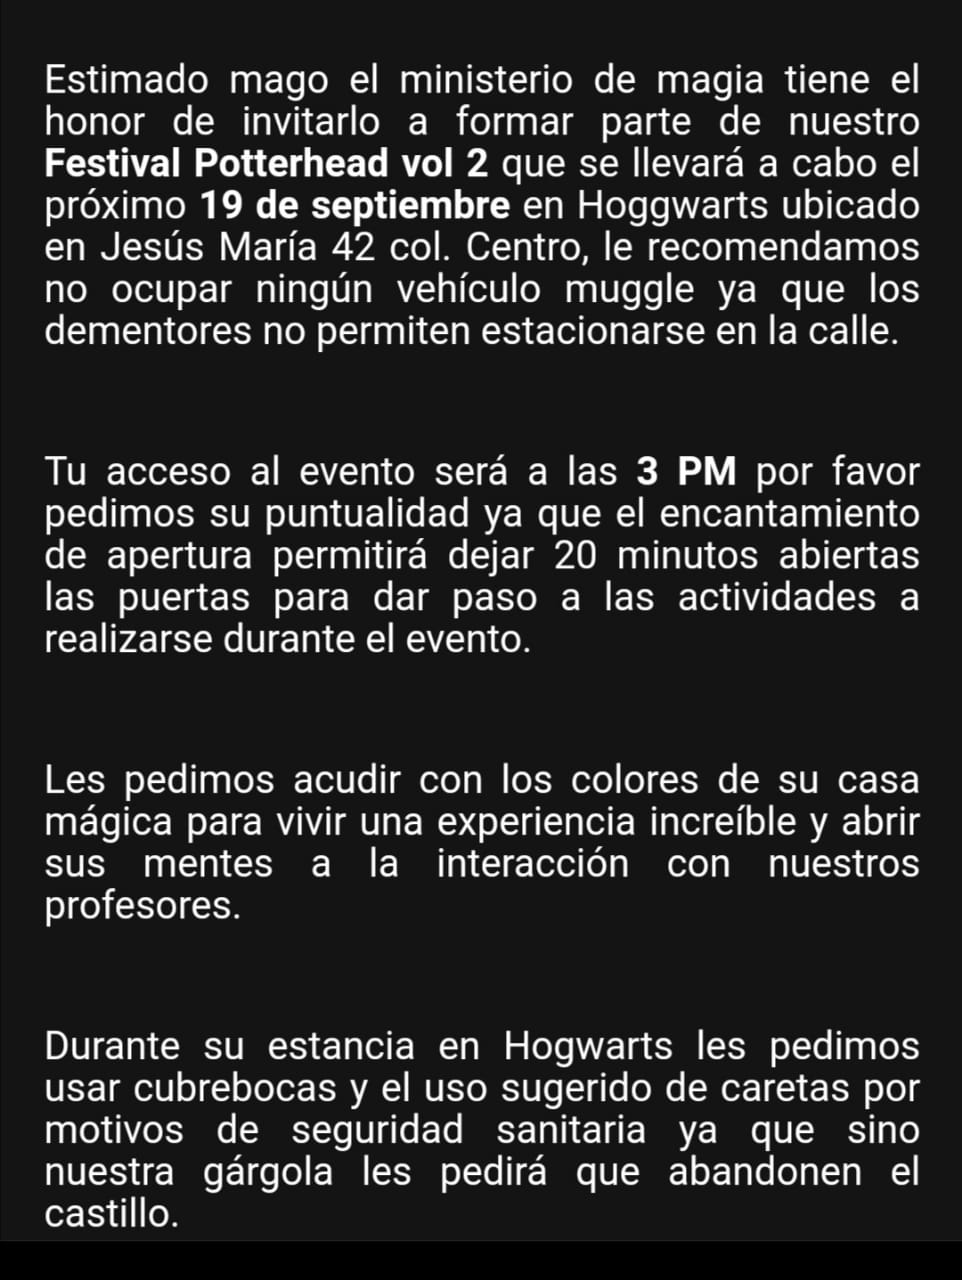 Estimado mago el ministerio de magia tiene el
honor de invitarlo a formar parte de nuestro
Festival Potterhead vol 2 que se llevará a cabo el
próximo 19 de septiembre en Hoggwarts ubicado
en Jesús María 42 col. Centro, le recomendamos
no ocupar ningún vehículo muggle ya que los
dementores no permiten estacionarse en la calle.
Tu acceso al evento será a las 3 PM por favor
pedimos su puntualidad ya que el encantamiento
de apertura permitirá dejar 20 minutos abiertas
las puertas para dar paso a las actividades a
realizarse durante el evento.
Les pedimos acudir con los colores de su casa
mágica para vivir una experiencia increíble y abrir
sus mentes a la interacción con nuestros
profesores.
Durante su estancia en Hogwarts les pedimos
usar cubrebocas y el uso sugerido de caretas por
motivos de seguridad sanitaria ya que sino
nuestra gárgola les pedirá que abandonen el
castillo.